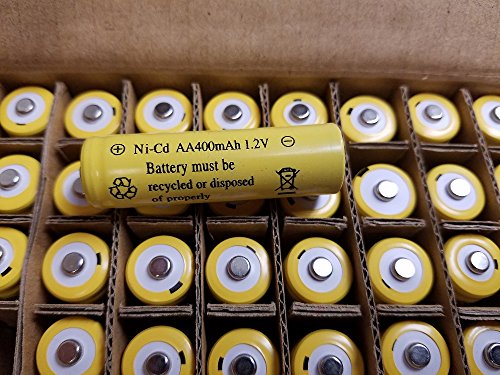 ⊕ Ni-Cd AA400mAh 1.2V ⊖
Battery must be
recycled or disposed
of properly